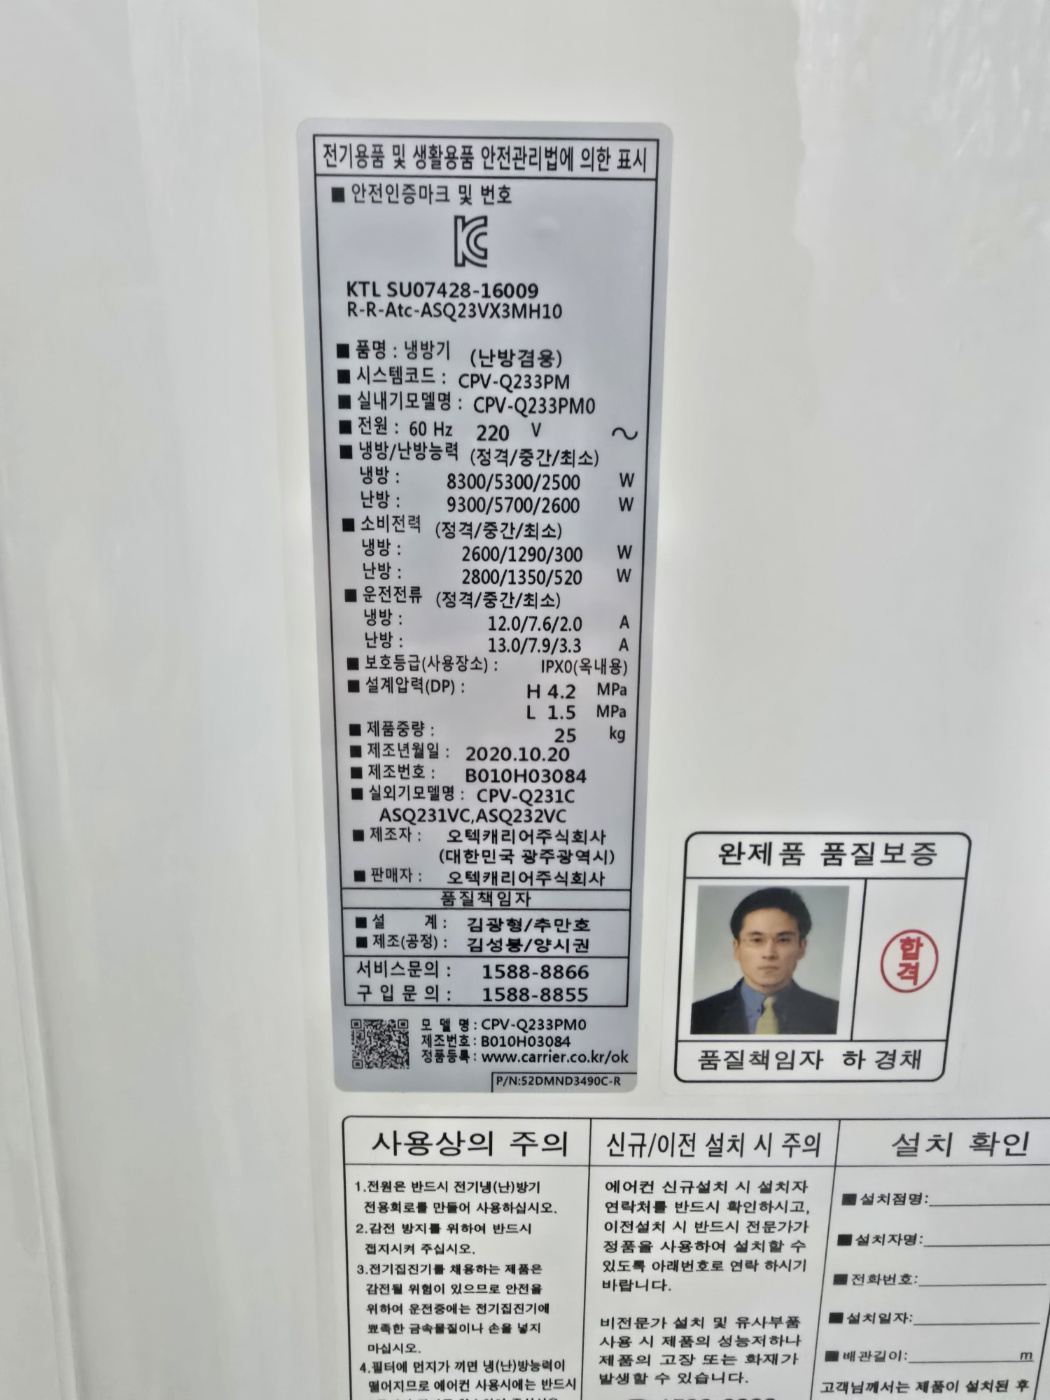 전기용품 및 생활용품 안전관리법에 의한 표시
■ 안전인증마크 및 번호
KTL SU07428-16009
R-R-Atc-ASQ23VX3MH10
■ 품명 : 냉방기 (난방겸용)
■ 시스템코드 : CPV-Q233PM
■ 실내기모델명 : CPV-Q233PM0
■ 전원 : 60 Hz 220 V ~
■ 냉방/난방능력 (정격/중간/최소)
냉방 : 8300/5300/2500 W
난방 : 9300/5700/2600 W
■ 소비전력 (정격/중간/최소)
냉방 : 2600/1290/300 W
난방 : 2800/1350/520 W
■ 운전전류 (정격/중간/최소)
냉방 : 12.0/7.6/2.0 A
난방 : 13.0/7.9/3.3 A
■ 보호등급(사용장소) : IPX0(옥내용)
■ 설계압력(DP) : H 4.2 MPa
L 1.5 MPa
■ 제품중량 : 25 kg
■ 제조년월일 : 2020.10.20
■ 제조번호 : B010H03084
■ 실외기모델명 : CPV-Q231C
ASQ231VC,ASQ232VC
■ 제조자 : 오텍캐리어주식회사
(대한민국 광주광역시)
■ 판매자 : 오텍캐리어주식회사
품질책임자
■ 설 계 : 김광형/추만호
■ 제조(공정) : 김성붕/양시권
서비스문의 : 1588-8866
구입문의 : 1588-8855
모 델 명 : CPV-Q233PM0
제조번호 : B010H03084
정품등록 : www.carrier.co.kr/ok
P/N:52DMND3490C-R
완제품 품질보증
합격
품질책임자 하 경채
사용상의 주의
1.전원은 반드시 전기냉(난)방기
전용회로를 만들어 사용하십시오.
2.감전 방지를 위하여 반드시
접지시켜 주십시오.
3.전기집진기를 채용하는 제품은
감전될 위험이 있으므로 안전을
위하여 운전중에는 전기집진기에
뾰족한 금속물질이나 손을 넣지
마십시오.
4.필터에 먼지가 끼면 냉(난)방능력이
떨어지므로 에어컨 사용시에는 반드시
신규/이전 설치 시 주의
에어컨 신규설치 시 설치자
연락처를 반드시 확인하시고,
이전설치 시 반드시 전문가가
정품을 사용하여 설치할 수
있도록 아래번호로 연락 하시기
바랍니다.
비전문가 설치 및 유사부품
사용 시 제품의 성능저하나
제품의 고장 또는 화재가
발생할 수 있습니다.
설치 확인
■ 설치점명:
■ 설치자명:
■ 전화번호:
■ 설치일자:
■ 배관길이: m
고객님께서는 제품이 설치된 후